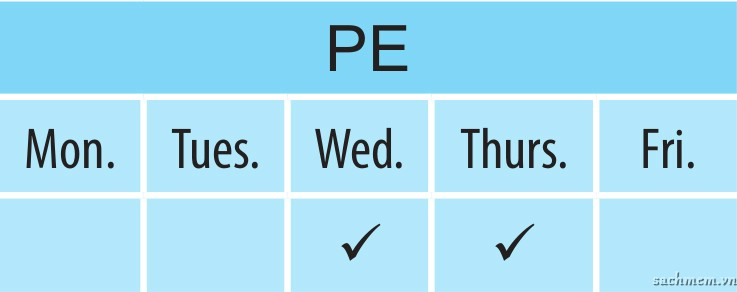 PE
Mon. Tues. Wed. Thurs. Fri.
✓ ✓
sachmem.vn